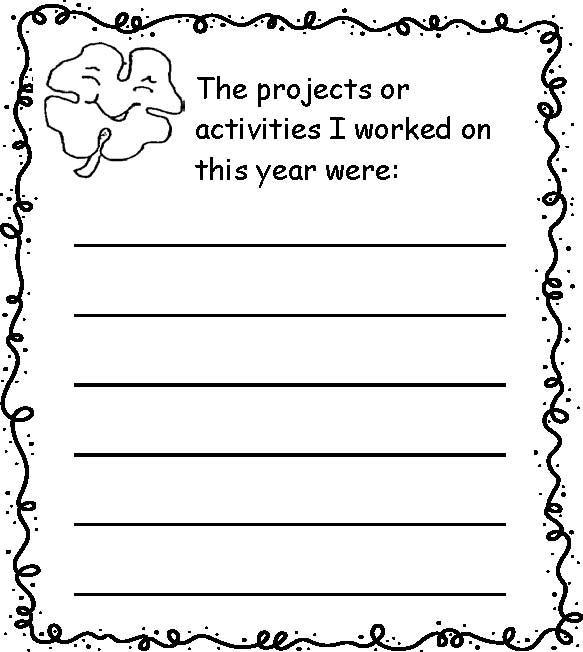 The projects or
activities I worked on
this year were: